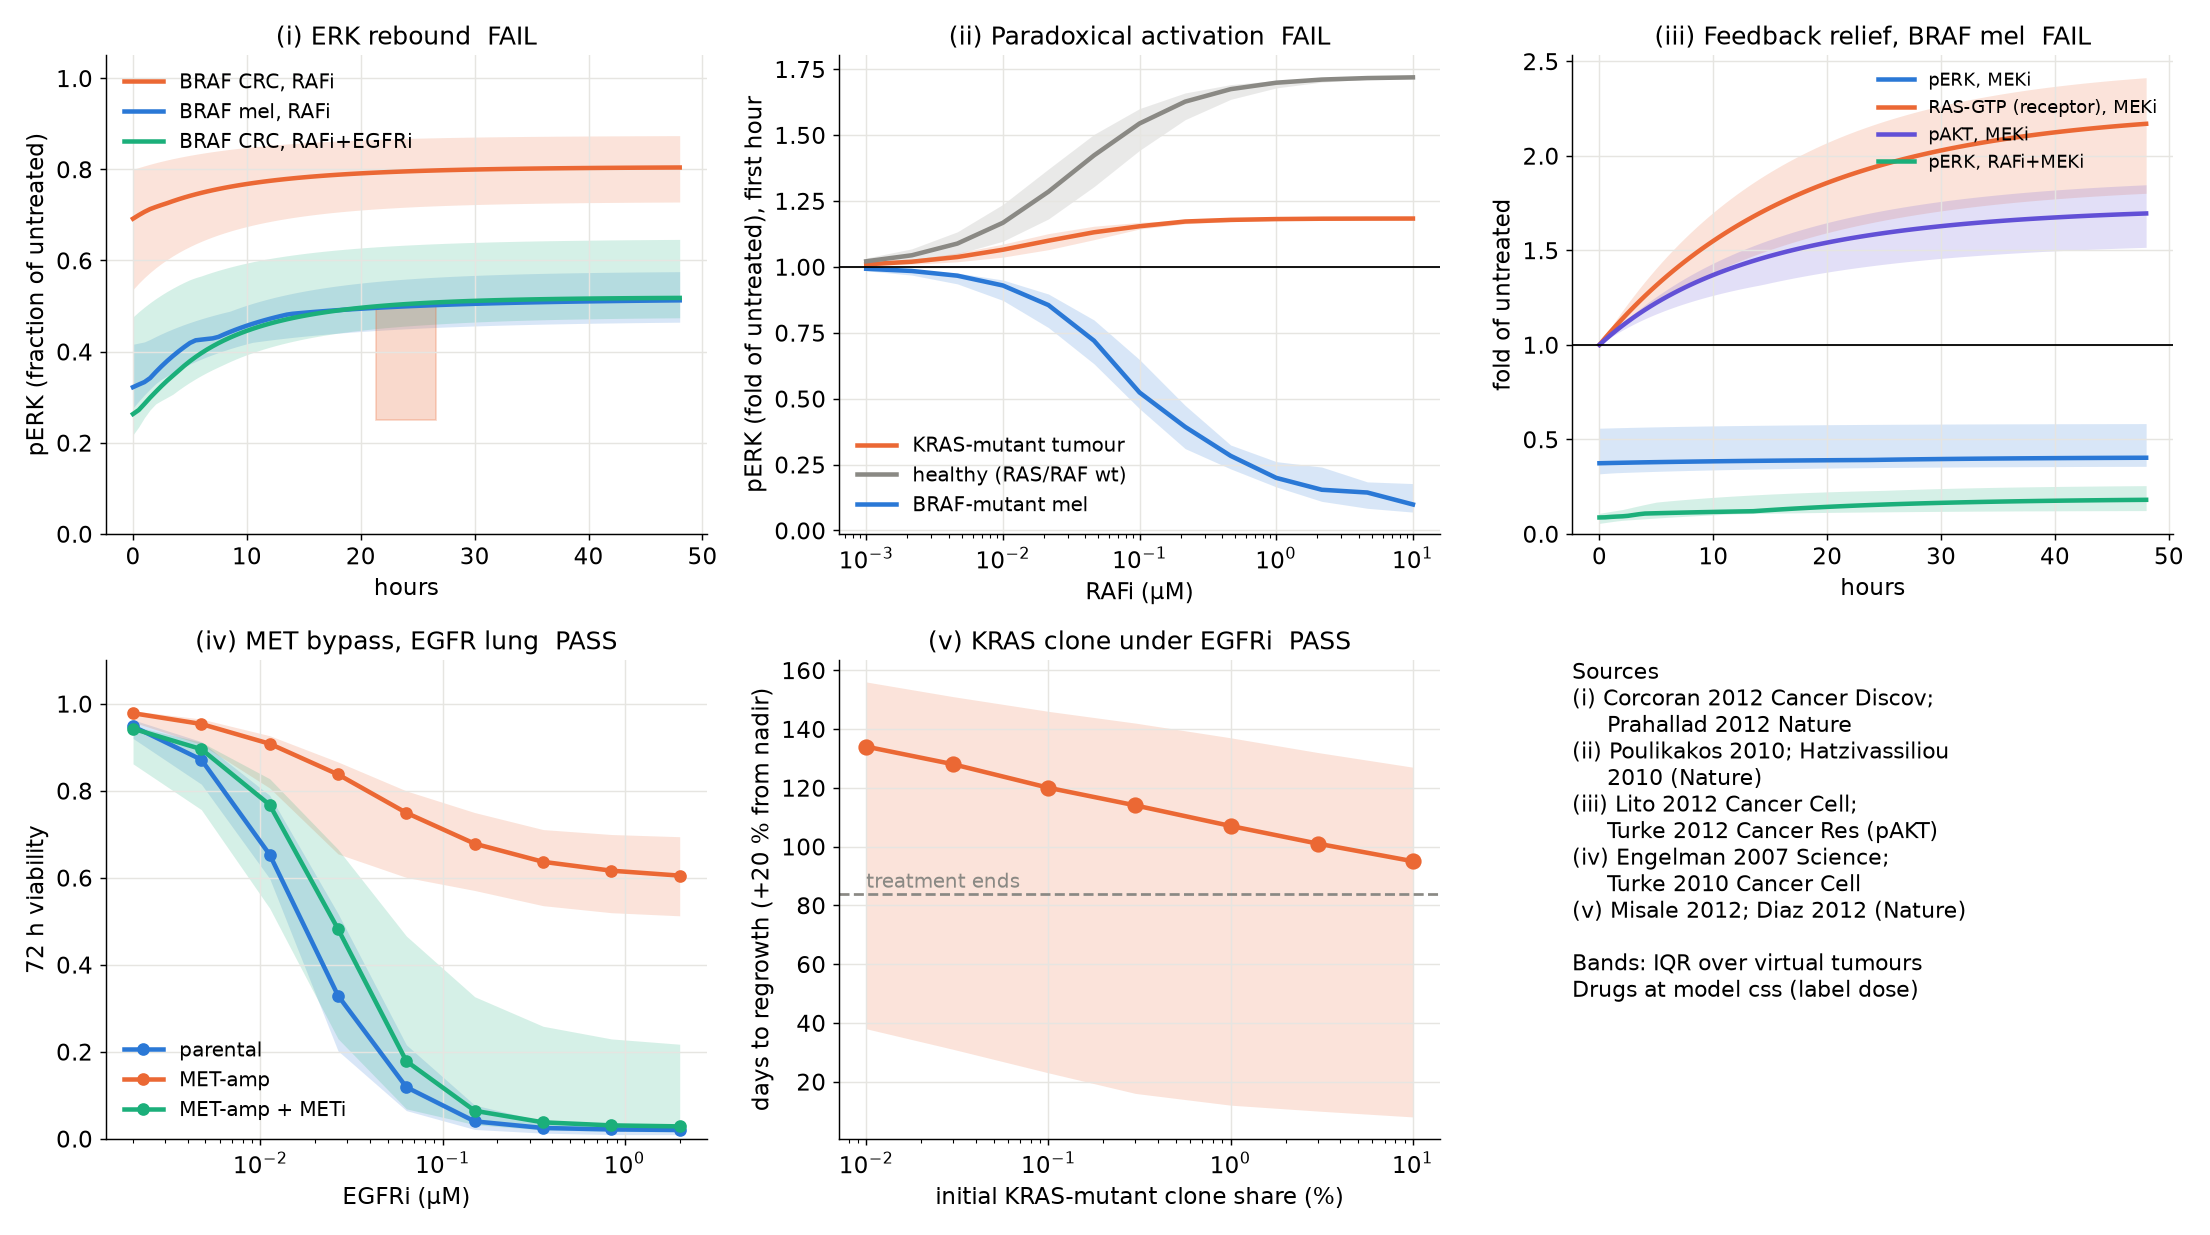 (i) ERK rebound  FAIL
BRAF CRC, RAFi
BRAF mel, RAFi
BRAF CRC, RAFi+EGFRi
pERK (fraction of untreated)
1.0
0.8
0.6
0.4
0.2
0.0
0 10 20 30 40 50
hours
(ii) Paradoxical activation  FAIL
pERK (fold of untreated), first hour
1.75
1.50
1.25
1.00
0.75
0.50
0.25
0.00
KRAS-mutant tumour
healthy (RAS/RAF wt)
BRAF-mutant mel
10⁻³ 10⁻² 10⁻¹ 10⁰ 10¹
RAFi (µM)
(iii) Feedback relief, BRAF mel  FAIL
pERK, MEKi
RAS-GTP (receptor), MEKi
pAKT, MEKi
pERK, RAFi+MEKi
fold of untreated
2.5
2.0
1.5
1.0
0.5
0.0
0 10 20 30 40 50
hours
(iv) MET bypass, EGFR lung  PASS
72 h viability
1.0
0.8
0.6
0.4
0.2
0.0
parental
MET-amp
MET-amp + METi
10⁻² 10⁻¹ 10⁰
EGFRi (µM)
(v) KRAS clone under EGFRi  PASS
days to regrowth (+20 % from nadir)
160
140
120
100
80
60
40
20
treatment ends
10⁻² 10⁻¹ 10⁰ 10¹
initial KRAS-mutant clone share (%)
Sources
(i) Corcoran 2012 Cancer Discov;
Prahallad 2012 Nature
(ii) Poulikakos 2010; Hatzivassiliou
2010 (Nature)
(iii) Lito 2012 Cancer Cell;
Turke 2012 Cancer Res (pAKT)
(iv) Engelman 2007 Science;
Turke 2010 Cancer Cell
(v) Misale 2012; Diaz 2012 (Nature)
Bands: IQR over virtual tumours
Drugs at model css (label dose)